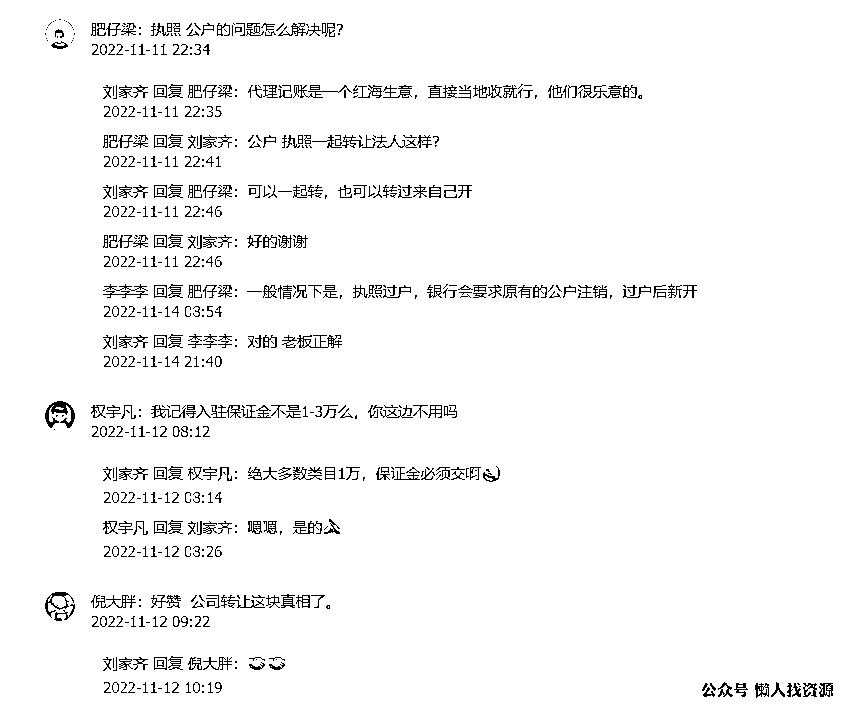 肥仔梁：执照 公户的问题怎么解决呢？
2022-11-11 22:34
刘家齐 回复 肥仔梁：代理记账是一个红海生意，直接当地收就行，他们很乐意的。
2022-11-11 22:35
肥仔梁 回复 刘家齐：公户 执照一起转让法人这样？
2022-11-11 22:41
刘家齐 回复 肥仔梁：可以一起转，也可以转过来自己开
2022-11-11 22:46
肥仔梁 回复 刘家齐：好的谢谢
2022-11-11 22:46
李李李 回复 肥仔梁：一般情况下是，执照过户，银行会要求原有的公户注销，过户后新开
2022-11-14 03:54
刘家齐 回复 李李李：对的 老板正解
2022-11-14 21:40
权宇凡：我记得入驻保证金不是1-3万么，你这边不用吗
2022-11-12 08:12
刘家齐 回复 权宇凡：绝大多数类目1万，保证金必须交啊
2022-11-12 03:14
权宇凡 回复 刘家齐：嗯嗯，是的
2022-11-12 03:26
倪大胖：好赞 公司转让这块真相了。
2022-11-12 09:22
刘家齐 回复 倪大胖：
2022-11-12 10:19
公众号 懒人找资源